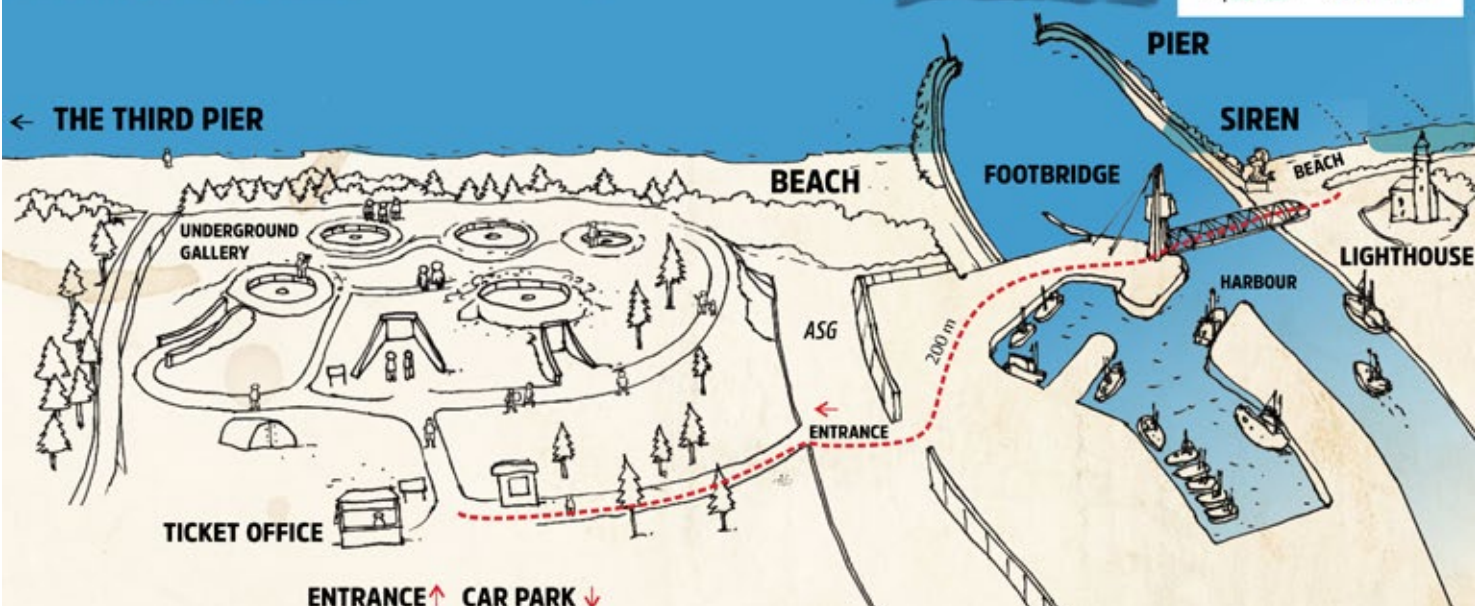 PIER
← THE THIRD PIER
SIREN
BEACH
FOOTBRIDGE
BEACH
UNDERGROUND
GALLERY
LIGHTHOUSE
HARBOUR
ASG
200 m
←
ENTRANCE
TICKET OFFICE
ENTRANCE↑ CAR PARK ↓